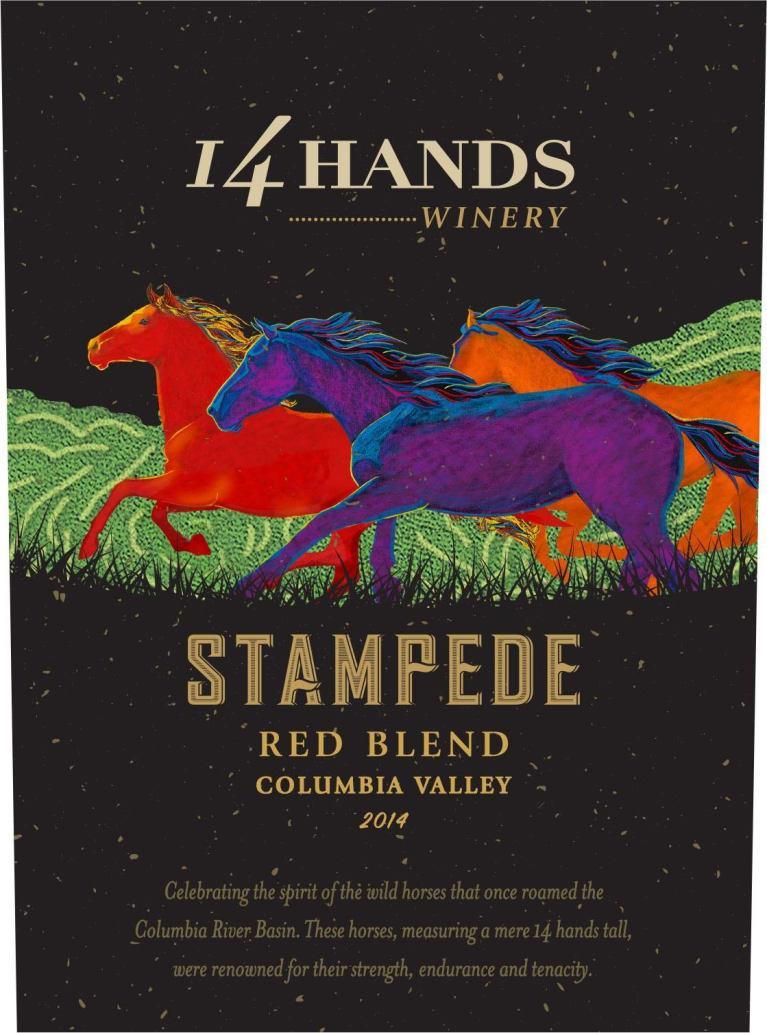 14 HANDS
WINERY
STAMPEDE
RED BLEND
COLUMBIA VALLEY
2014
Celebrating the spirit of the wild horses that once roamed the
Columbia River Basin. These horses, measuring a mere 14 hands tall,
were renowned for their strength, endurance and tenacity.